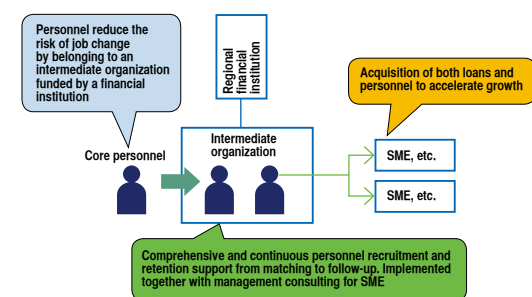 Personnel reduce the
risk of job change
by belonging to an
intermediate organization
funded by a financial
institution
Regional
financial
institution
Acquisition of both loans and
personnel to accelerate growth
Core personnel
Intermediate
organization
SME, etc.
SME, etc.
Comprehensive and continuous personnel recruitment and
retention support from matching to follow-up. Implemented
together with management consulting for SME